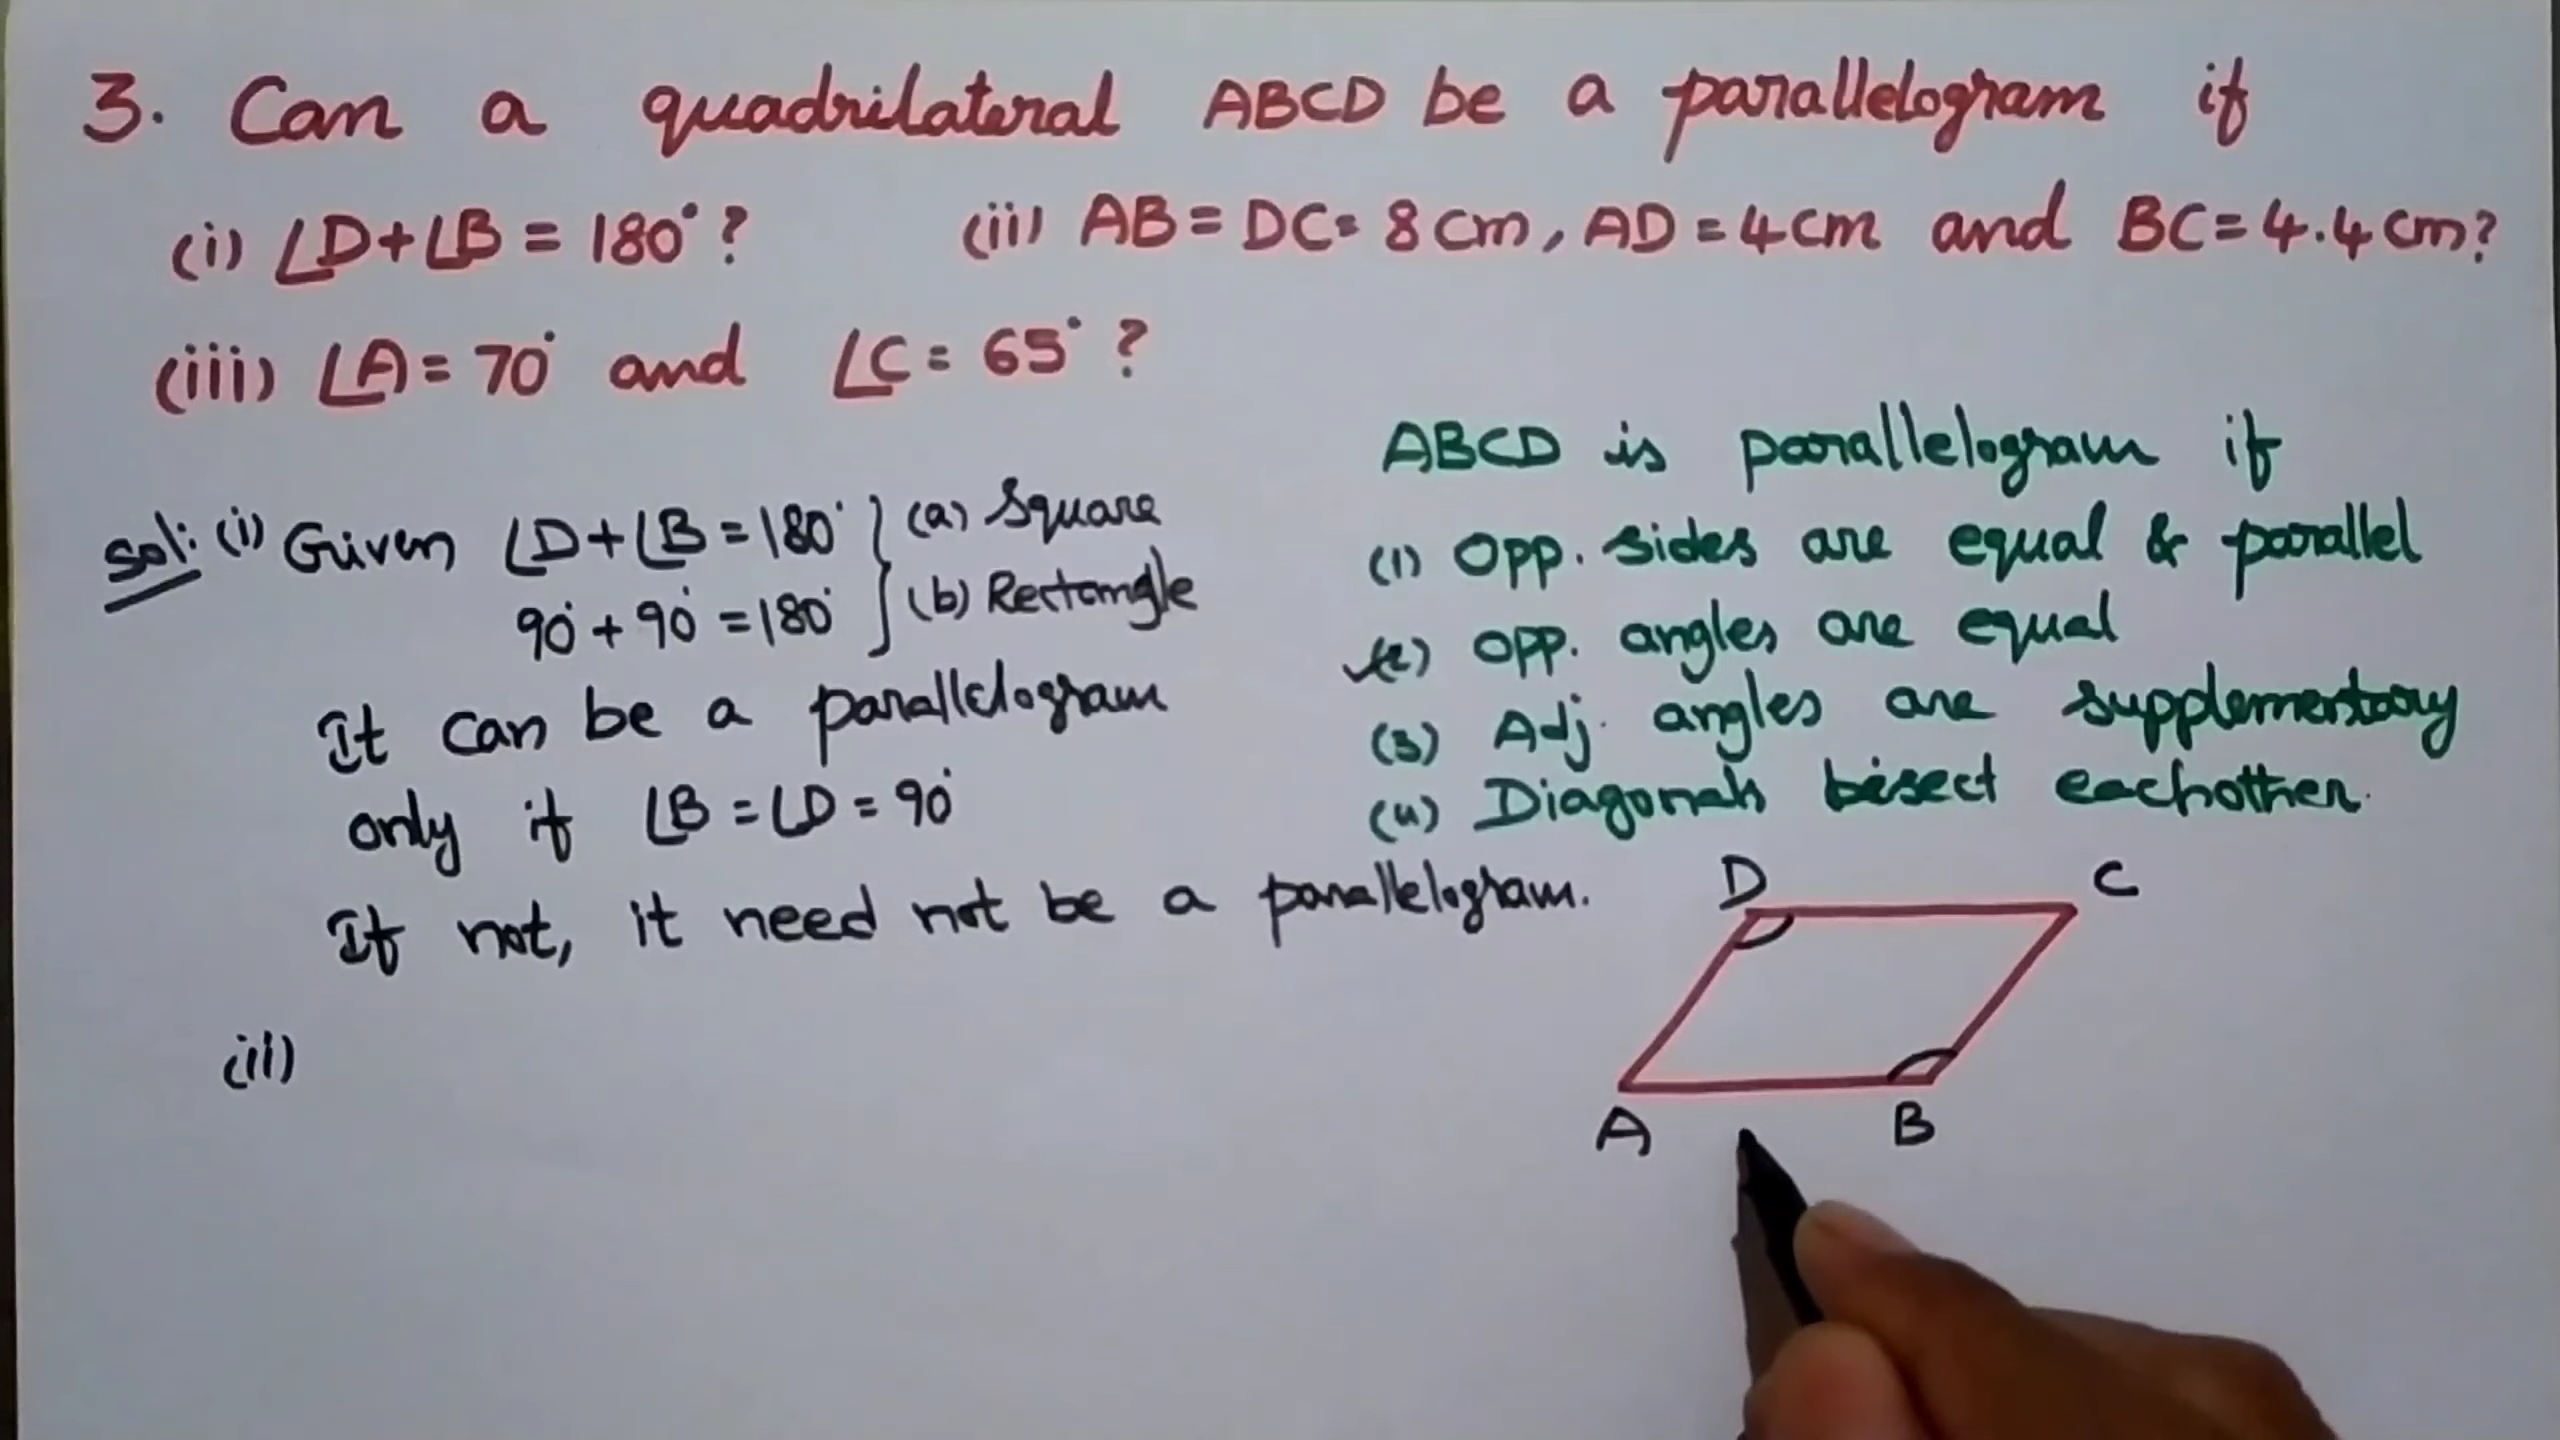 3. Can a quadrilateral ABCD be a parallelogram if
(i) ∠D+∠B = 180°? (ii) AB = DC = 8 cm, AD = 4 cm and BC = 4.4 cm?
(iii) ∠A = 70° and ∠C = 65° ?
Sol: (i) Given ∠D+∠B = 180° } (a) Square
90° + 90° = 180° (b) Rectangle
It can be a parallelogram
only if ∠B = ∠D = 90°
If not, it need not be a parallelogram.
(ii)
ABCD is parallelogram if
(1) Opp. sides are equal & parallel
(2) Opp. angles are equal
(3) Adj. angles are supplementary
(4) Diagonals bisect eachother.
D C
A B